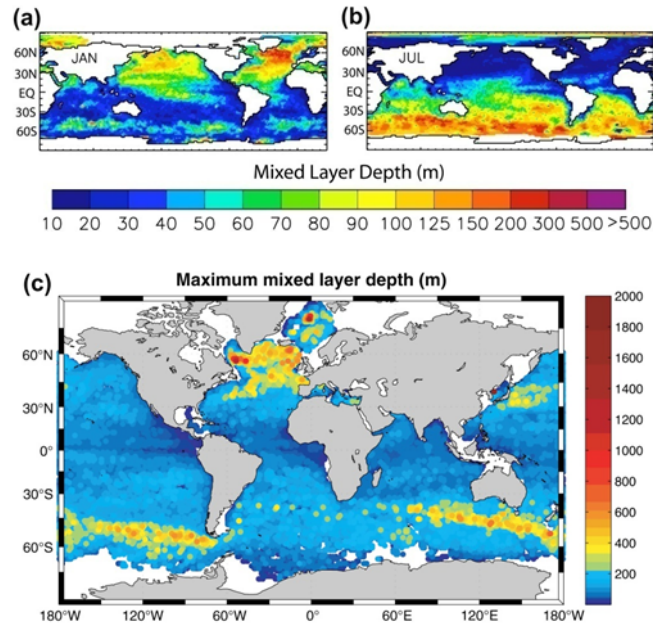 (a)
(b)
60N
30N
EQ
30S
60S
JAN
60N
30N
EQ
30S
60S
JUL
Mixed Layer Depth (m)
10 20 30 40 50 60 70 80 90 100 125 150 200 300 500 >500
(c)
Maximum mixed layer depth (m)
60°N
30°N
0°
30°S
60°S
180°W 120°W 60°W 0° 60°E 120°E 180°W
2000
1800
1600
1400
1200
1000
800
600
400
200